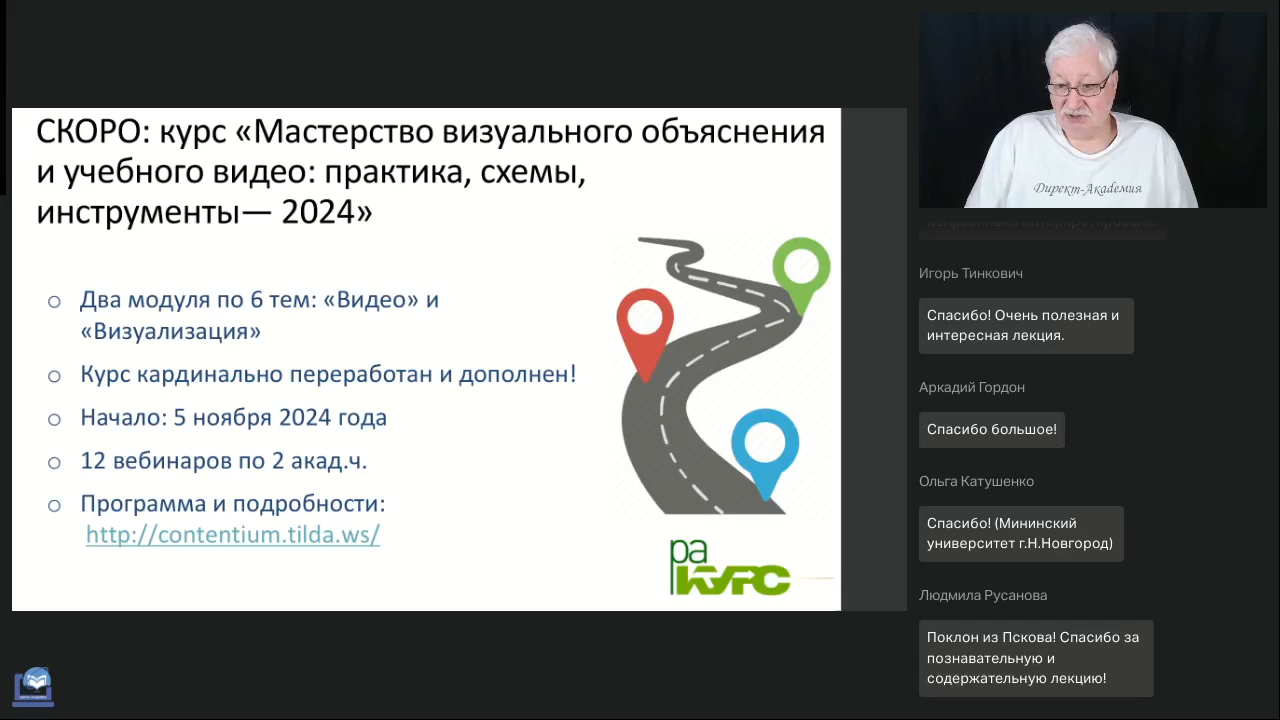 СКОРО: курс «Мастерство визуального объяснения
и учебного видео: практика, схемы,
инструменты— 2024»
Два модуля по 6 тем: «Видео» и
«Визуализация»
Курс кардинально переработан и дополнен!
Начало: 5 ноября 2024 года
12 вебинаров по 2 акад.ч.
Программа и подробности:
http://contentium.tilda.ws/
ра
КУРС
Директ-Академия
Игорь Тинкович
Спасибо! Очень полезная и
интересная лекция.
Аркадий Гордон
Спасибо большое!
Ольга Катушенко
Спасибо! (Мининский
университет г.Н.Новгород)
Людмила Русанова
Поклон из Пскова! Спасибо за
познавательную и
содержательную лекцию!